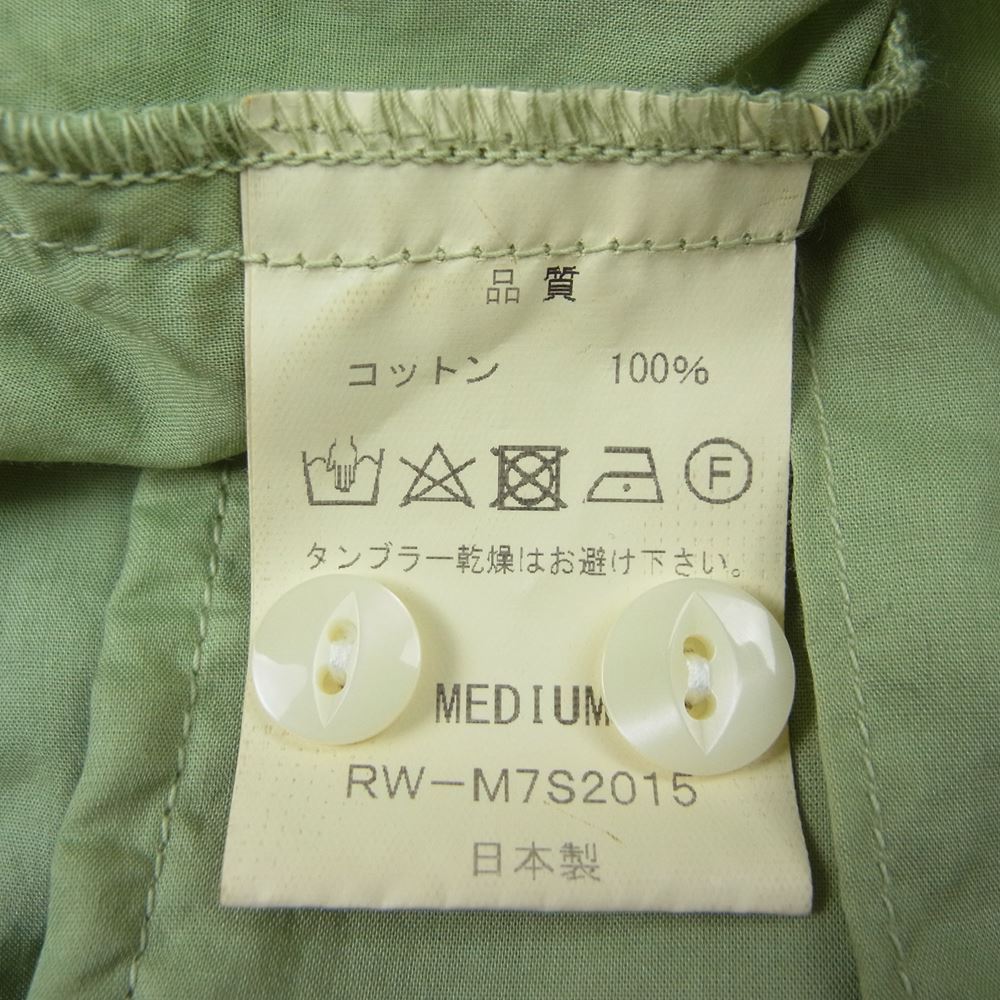 品質
コットン 100%
F
タンブラー乾燥はお避け下さい。
MEDIUM
RW-M7S2015
日本製